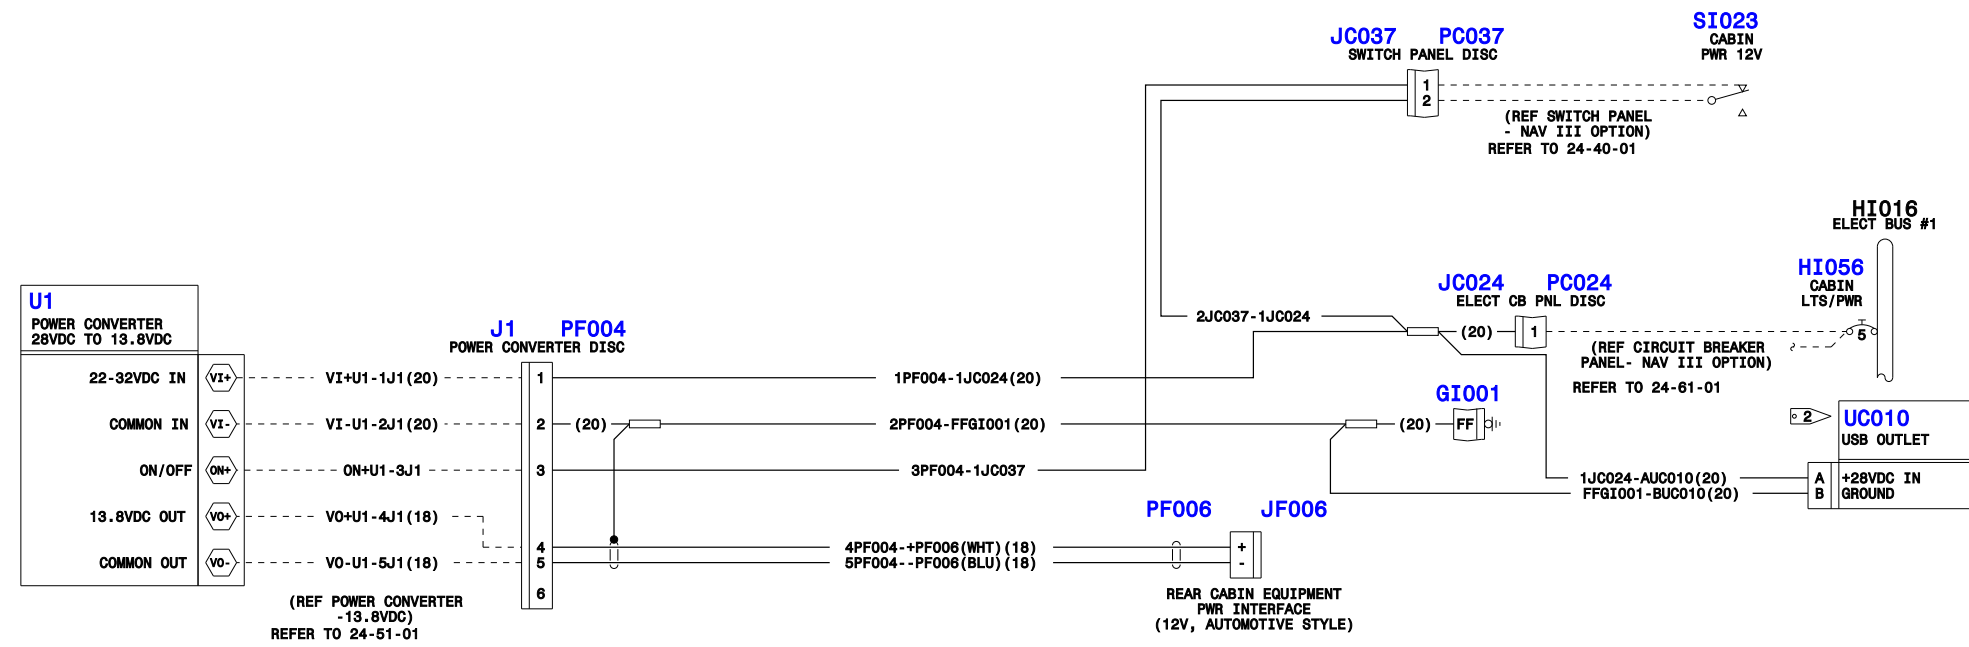 SI023
CABIN
PWR 12V
JC037 PC037
SWITCH PANEL DISC
1
2
(REF SWITCH PANEL
- NAV III OPTION)
REFER TO 24-40-01
HI016
ELECT BUS #1
HI056
CABIN
LTS/PWR
5
JC024 PC024
ELECT CB PNL DISC
2JC037-1JC024
(20)
1
(REF CIRCUIT BREAKER
PANEL- NAV III OPTION)
REFER TO 24-61-01
U1
POWER CONVERTER
28VDC TO 13.8VDC
J1 PF004
POWER CONVERTER DISC
22-32VDC IN VI+ VI+U1-1J1(20) 1 1PF004-1JC024(20)
GI001
COMMON IN VI- VI-U1-2J1(20) 2 (20) 2PF004-FFGI001(20) (20) FF
2
UC010
USB OUTLET
ON/OFF ON+ ON+U1-3J1 3 3PF004-1JC037
1JC024-AUC010(20) A +28VDC IN
FFGI001-BUC010(20) B GROUND
13.8VDC OUT VO+ VO+U1-4J1(18)
PF006 JF006
4 4PF004-+PF006(WHT)(18) +
COMMON OUT VO- VO-U1-5J1(18) 5 5PF004--PF006(BLU)(18) -
6
(REF POWER CONVERTER
-13.8VDC)
REFER TO 24-51-01
REAR CABIN EQUIPMENT
PWR INTERFACE
(12V, AUTOMOTIVE STYLE)